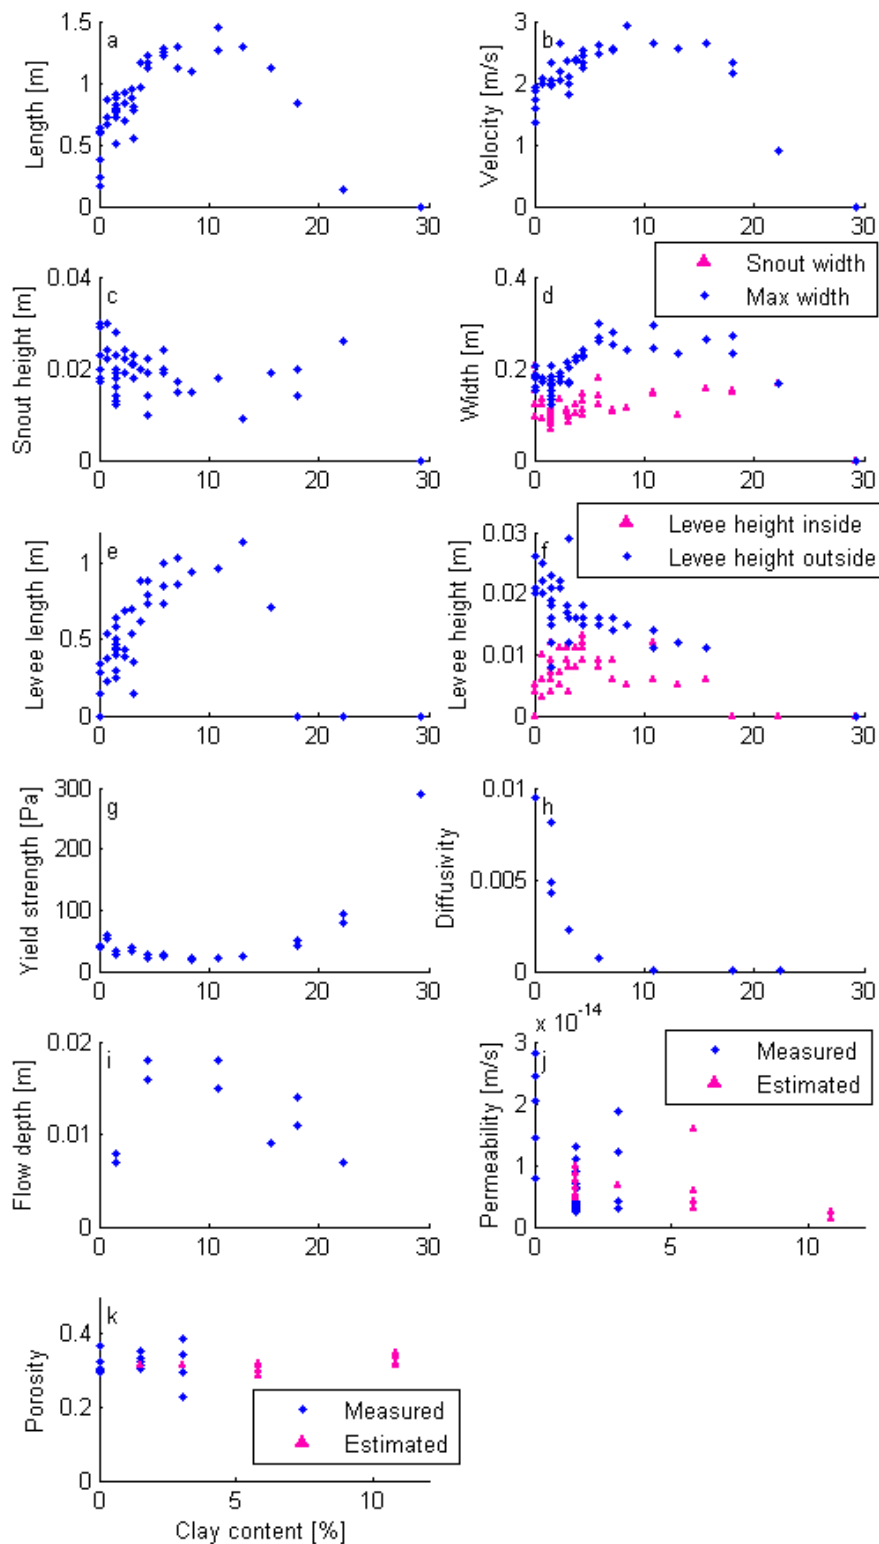 1.5
a
1
0.5
0
Length [m]
0 10 20 30
3
b
2
1
0
Velocity [m/s]
0 10 20 30
Snout width
Max width
0.04
c
0.02
0
Snout height [m]
0 10 20 30
0.4
d
0.2
0
Width [m]
0 10 20 30
Levee height inside
Levee height outside
1
e
0.5
0
Levee length [m]
0 10 20 30
0.03
f
0.02
0.01
0
Levee height [m]
0 10 20 30
300
g
200
100
0
Yield strength [Pa]
0 10 20 30
0.01
h
0.005
0
Diffusivity
0 10 20 30
0.02
i
0.01
0
Flow depth [m]
0 10 20 30
x 10^-14
3
j
2
1
0
Permeability [m/s]
Measured
Estimated
0 5 10
k
0.4
0.2
0
Porosity
Measured
Estimated
0 5 10
Clay content [%]